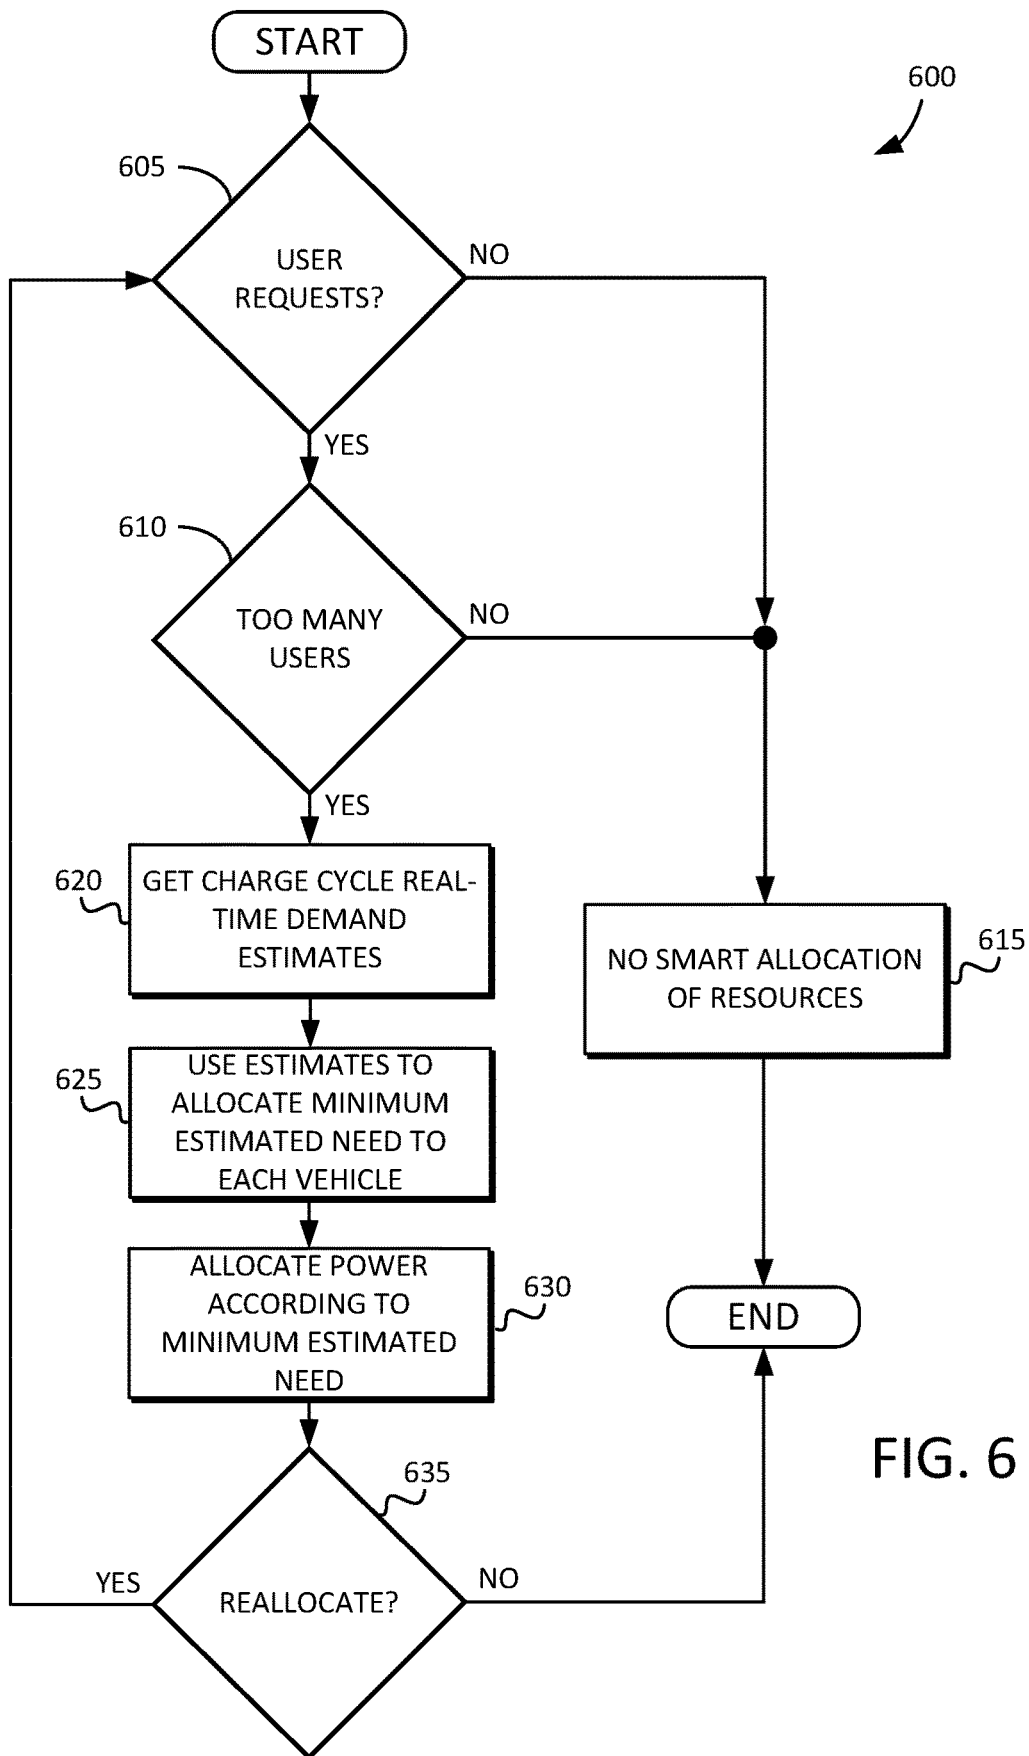 START
600
605
USER
REQUESTS?
NO
YES
610
TOO MANY
USERS
NO
YES
620
GET CHARGE CYCLE REAL-
TIME DEMAND
ESTIMATES
NO SMART ALLOCATION
OF RESOURCES
615
625
USE ESTIMATES TO
ALLOCATE MINIMUM
ESTIMATED NEED TO
EACH VEHICLE
ALLOCATE POWER
ACCORDING TO
MINIMUM ESTIMATED
NEED
630
END
635
REALLOCATE?
YES
NO
FIG. 6